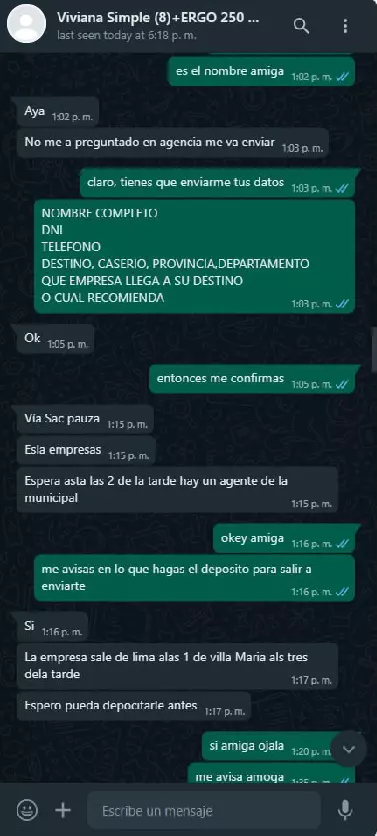 Viviana Simple (8)+ERGO 250 ...
last seen today at 6:18 p. m.
es el nombre amiga 1:02 p. m.
Aya 1:02 p. m.
No me a preguntado en agencia me va enviar 1:03 p. m.
claro, tienes que enviarme tus datos 1:03 p. m.
NOMBRE COMPLETO
DNI
TELEFONO
DESTINO, CASERIO, PROVINCIA,DEPARTAMENTO
QUE EMPRESA LLEGA A SU DESTINO
O CUAL RECOMIENDA
1:03 p. m.
Ok 1:05 p. m.
entonces me confirmas 1:05 p. m.
Vía Sac pauza 1:15 p. m.
Esla empresas 1:15 p. m.
Espera asta las 2 de la tarde hay un agente de la
municipal
1:15 p. m.
okey amiga 1:16 p. m.
me avisas en lo que hagas el deposito para salir a
enviarte
1:16 p. m.
Si 1:16 p. m.
La empresa sale de lima alas 1 de villa Maria als tres
dela tarde
1:17 p. m.
Espero pueda depocitarle antes 1:17 p. m.
si amiga ojala 1:20 p. m.
me avisa amoga
Escribe un mensaje